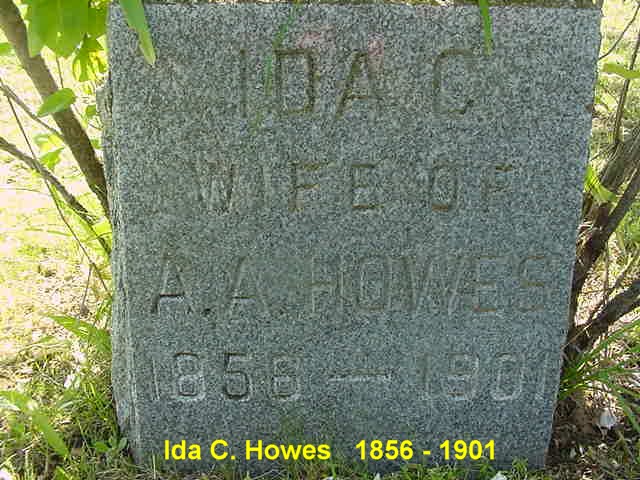 IDA C
WIFE OF
A. A. HOWES
1856 — 1901
Ida C. Howes 1856 - 1901